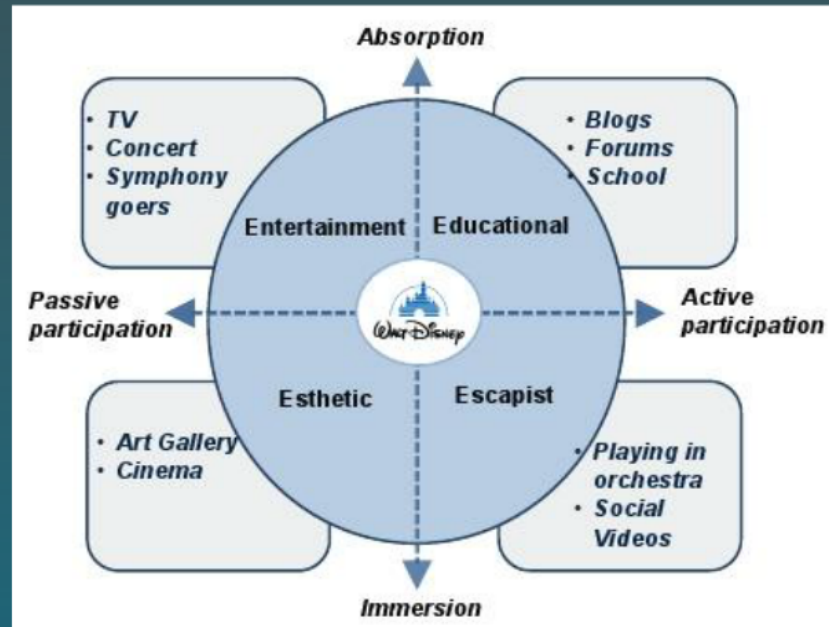 Absorption
• TV
• Concert
• Symphony
goers
• Blogs
• Forums
• School
Entertainment
Educational
Passive
participation
WALT DISNEY
Active
participation
Esthetic
Escapist
• Art Gallery
• Cinema
• Playing in
orchestra
• Social
Videos
Immersion